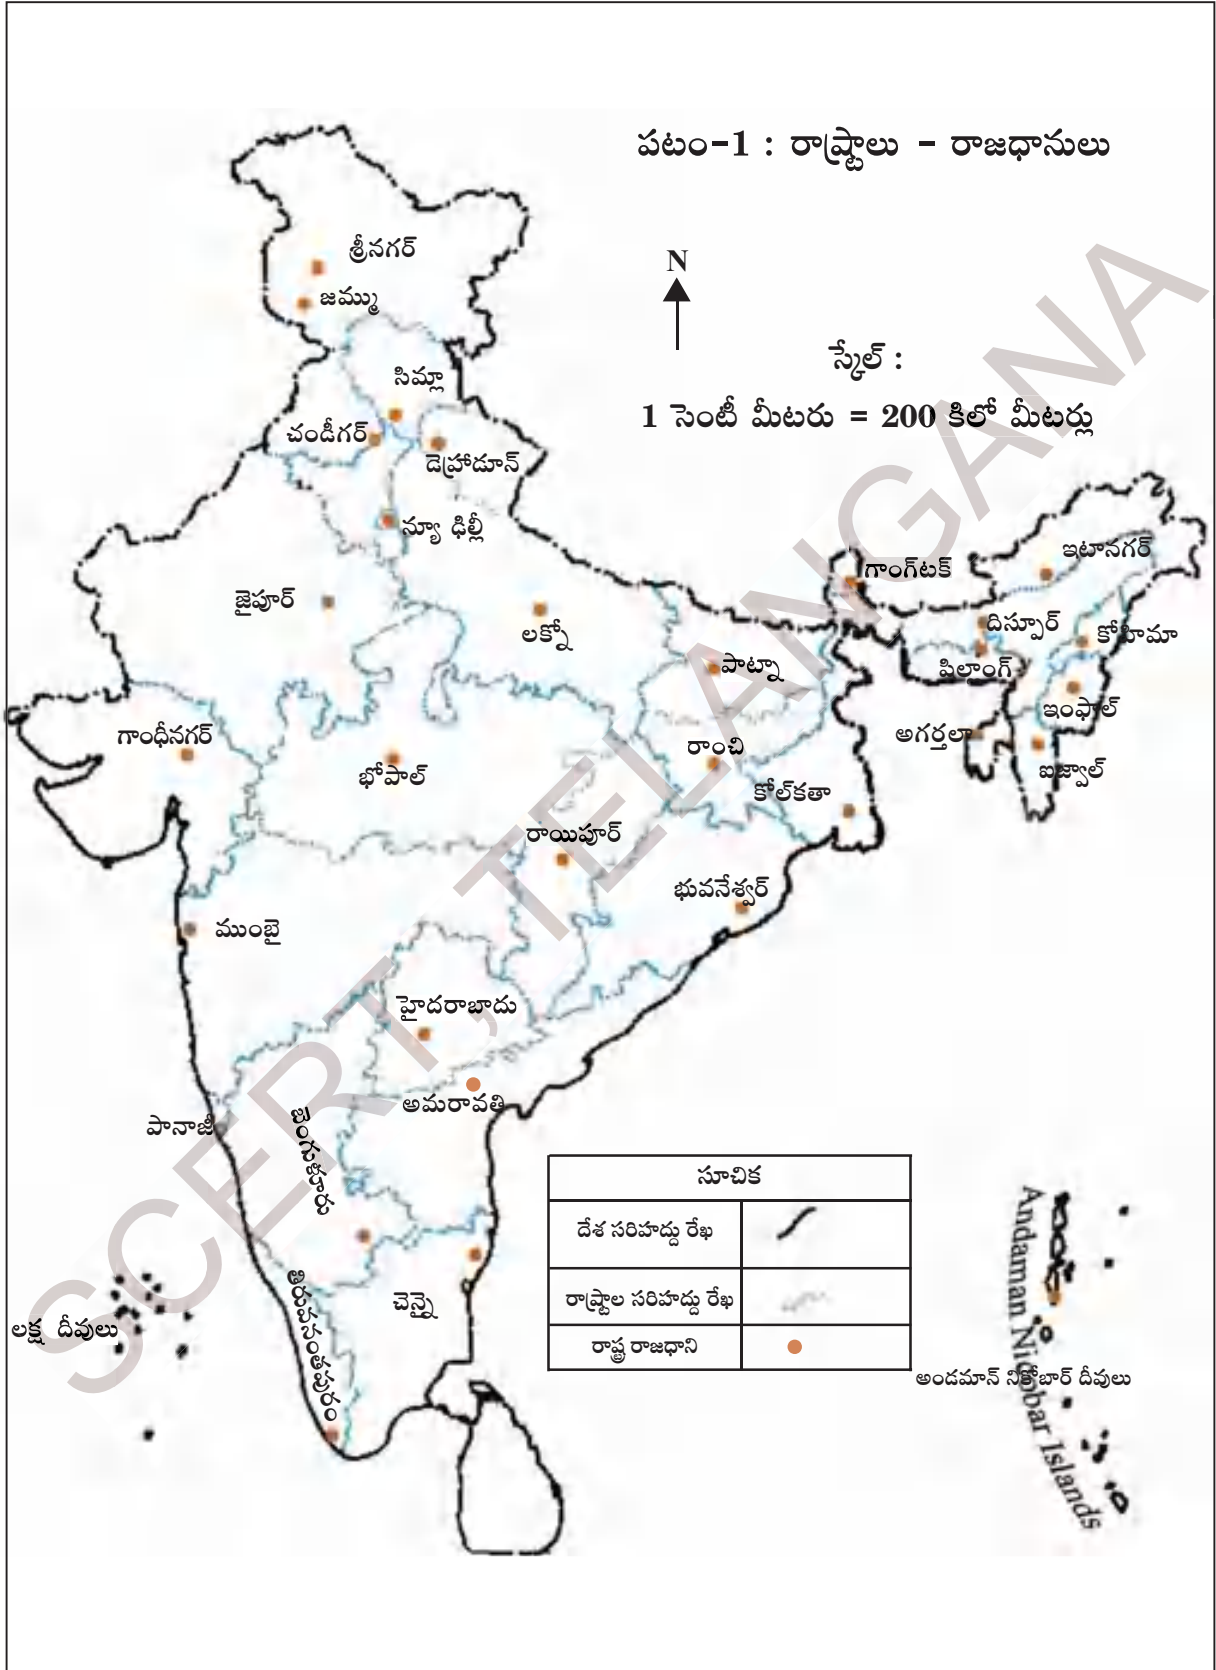 పటం-1 : రాష్ట్రాలు - రాజధానులు
N
స్కేల్ :
1 సెంటీ మీటరు = 200 కిలో మీటర్లు
శ్రీనగర్
జమ్ము
సిమ్లా
చండీగర్
డెహ్రాడూన్
న్యూ ఢిల్లీ
జైపూర్
లక్నో
గాంగ్‌టక్
ఇటానగర్
దిస్పూర్
కోహిమా
షిల్లాంగ్
పాట్నా
ఇంఫాల్
అగర్తలా
ఐజ్వాల్
గాంధీనగర్
భోపాల్
రాంచి
కోల్‌కతా
రాయిపూర్
భువనేశ్వర్
ముంబై
హైదరాబాదు
అమరావతి
పానాజీ
బెంగుళూరు
చెన్నై
తిరువనంతపురం
లక్ష దీవులు
సూచిక
దేశ సరిహద్దు రేఖ
రాష్ట్రాల సరిహద్దు రేఖ
రాష్ట్ర రాజధాని
Andaman Nicobar Islands
అండమాన్ నికోబార్ దీవులు
SCERT, TELANGANA